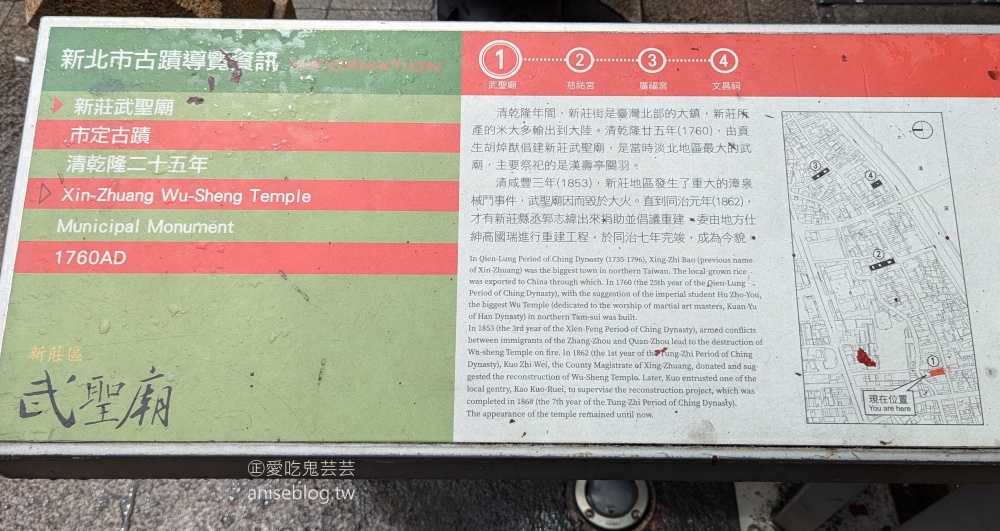 新北市古蹟導覽資訊 INFORMATION
新莊武聖廟
市定古蹟
清乾隆二十五年
Xin-Zhuang Wu-Sheng Temple
Municipal Monument
1760AD
新莊區
武聖廟
1 2 3 4
武聖廟 慈祐宮 廣福宮 文昌祠
清乾隆年間，新莊街是臺灣北部的大鎮，新莊所
產的米大多輸出到大陸。清乾隆廿五年(1760)，由貢
生胡焯猷倡建新莊武聖廟，是當時淡北地區最大的武
廟，主要祭祀的是漢壽亭關羽。
清咸豐三年(1853)，新莊地區發生了重大的漳泉
械鬥事件，武聖廟因而毀於大火。直到同治元年(1862)，
才有新莊縣丞郭志緯出來捐助並倡議重建，委由地方仕
紳高國瑞進行重建工程，於同治七年完竣，成為今貌。
In Qien-Lung Period of Ching Dynasty (1735-1796), Xing-Zhi Bao (previous name
of Xin-Zhuang) was the biggest town in northern Taiwan. The local-grown rice
was exported to China through which. In 1760 (the 25th year of the Qien-Lung
Period of Ching Dynasty), with the suggestion of the imperial student Hu Zho-You,
the biggest Wu Temple (dedicated to the worship of martial art masters, Kuan-Yu
of Han Dynasty) in northern Tam-sui was built.
In 1853 (the 3rd year of the Xien-Feng Period of Ching Dynasty), armed conflicts
between immigrants of the Zhang-Zhou and Quan-Zhou lead to the destruction of
Wn-sheng Temple on fire. In 1862 (the 1st year of the Tung-Zhi Period of Ching
Dynasty), Kuo Zhi-Wei, the County Magistrate of Xing-Zhuang, donated and sug-
gested the reconstruction of Wu-Sheng Temple. Later, Kuo entrusted one of the
local gentry, Kao Kuo-Ruei, to supervise the reconstruction project, which was
completed in 1868 (the 7th year of the Tung-Zhi Period of Ching Dynasty).
The appearance of the temple remained until now.
3
4
2
1
現在位置
You are here
愛吃鬼芸芸
aniseblog.tw